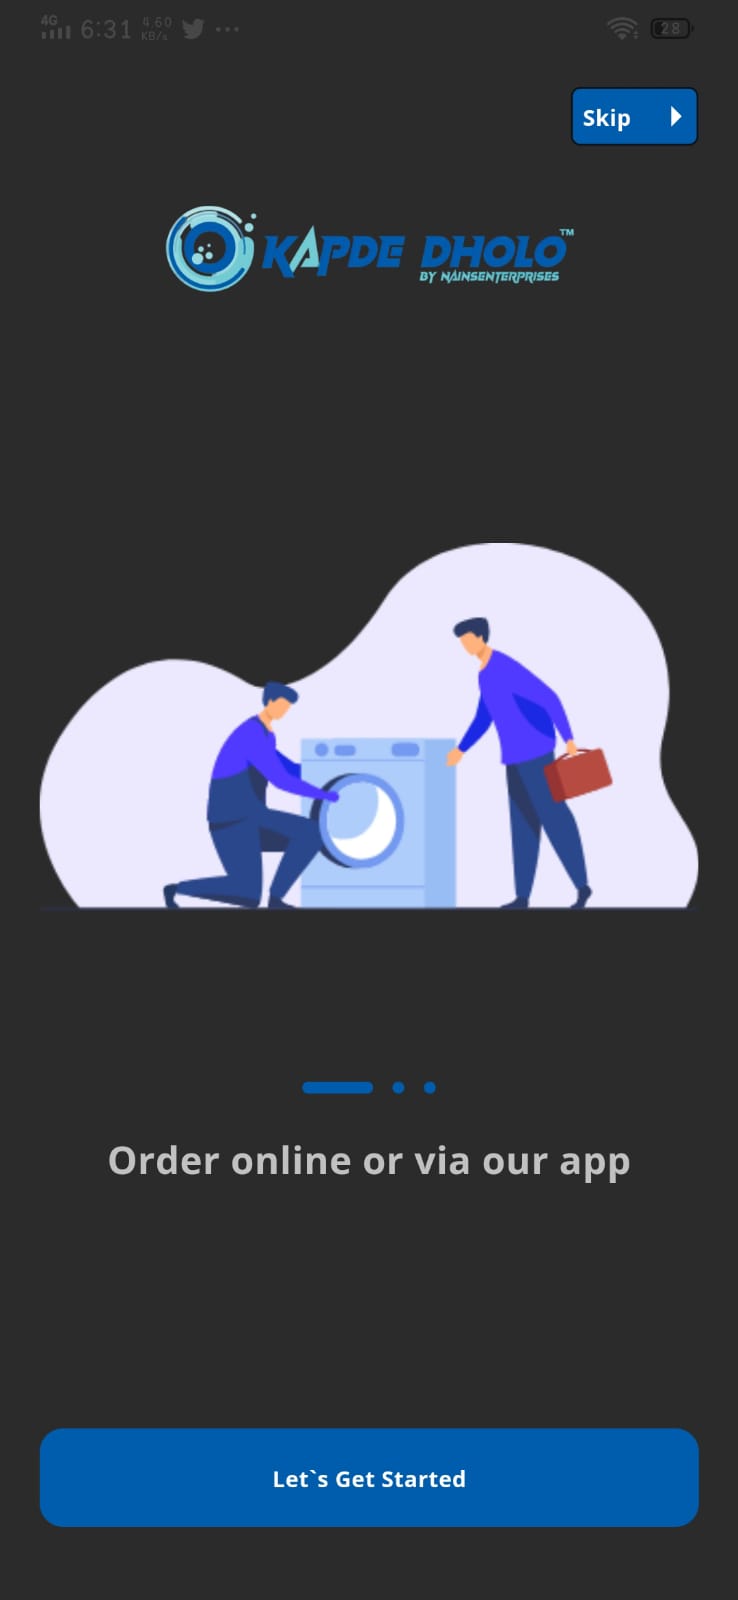 4G 6:31 4.60 KB/s ... 28
Skip
KAPDE DHOLO™
BY NAINSENTERPRISES
Order online or via our app
Let`s Get Started